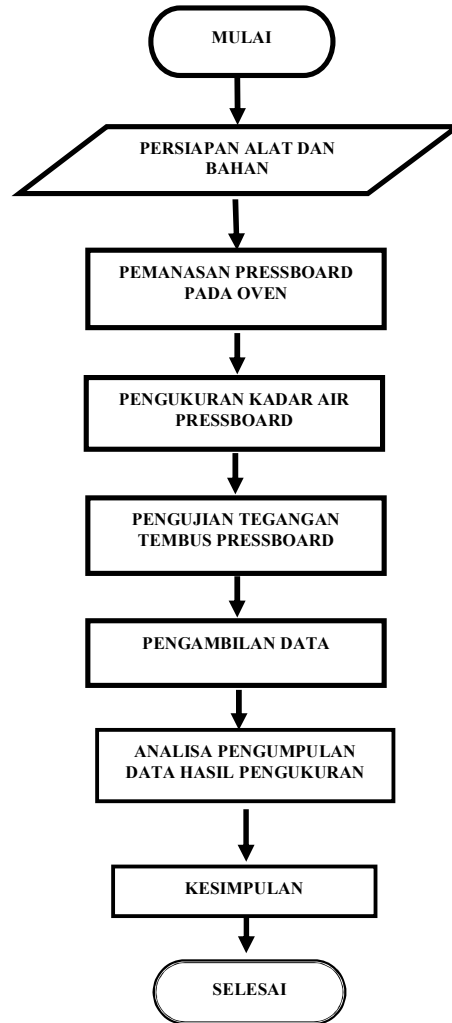 MULAI
PERSIAPAN ALAT DAN
BAHAN
PEMANASAN PRESSBOARD
PADA OVEN
PENGUKURAN KADAR AIR
PRESSBOARD
PENGUJIAN TEGANGAN
TEMBUS PRESSBOARD
PENGAMBILAN DATA
ANALISA PENGUMPULAN
DATA HASIL PENGUKURAN
KESIMPULAN
SELESAI